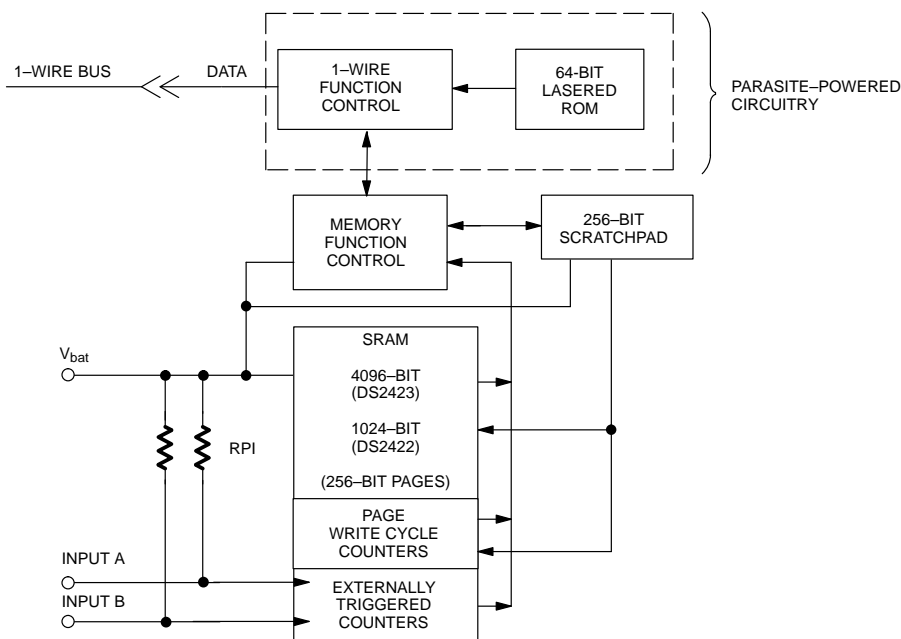 1–WIRE BUS
DATA
1–WIRE
FUNCTION
CONTROL
64-BIT
LASERED
ROM
PARASITE–POWERED
CIRCUITRY
MEMORY
FUNCTION
CONTROL
256–BIT
SCRATCHPAD
Vbat
SRAM
4096–BIT
(DS2423)
1024–BIT
(DS2422)
(256–BIT PAGES)
RPI
PAGE
WRITE CYCLE
COUNTERS
INPUT A
INPUT B
EXTERNALLY
TRIGGERED
COUNTERS